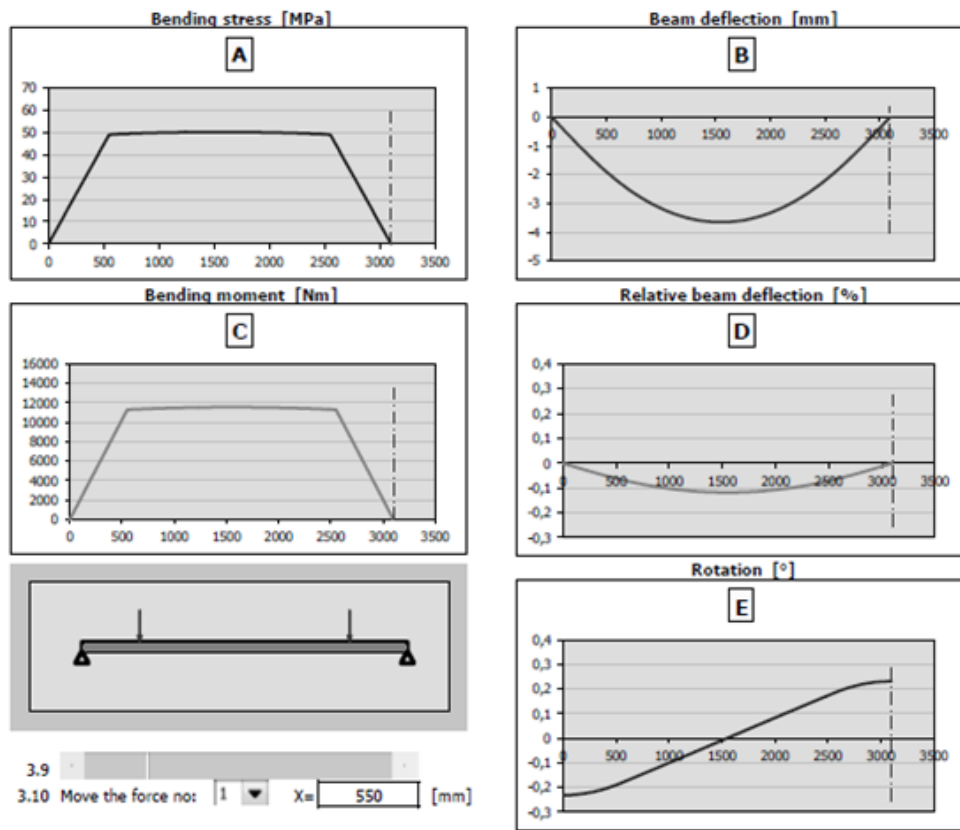 Bending stress [MPa]
A
70
60
50
40
30
20
10
0
0 500 1000 1500 2000 2500 3000 3500
Beam deflection [mm]
B
1
0
-1
-2
-3
-4
-5
0 500 1000 1500 2000 2500 3000 3500
Bending moment [Nm]
C
16000
14000
12000
10000
8000
6000
4000
2000
0
0 500 1000 1500 2000 2500 3000 3500
Relative beam deflection [%]
D
0,4
0,3
0,2
0,1
0
-0,1
-0,2
-0,3
0 500 1000 1500 2000 2500 3000 3500
Rotation [°]
E
0,4
0,3
0,2
0,1
0
-0,1
-0,2
-0,3
0 500 1000 1500 2000 2500 3000 3500
3.9
3.10 Move the force no: 1 X= 550 [mm]